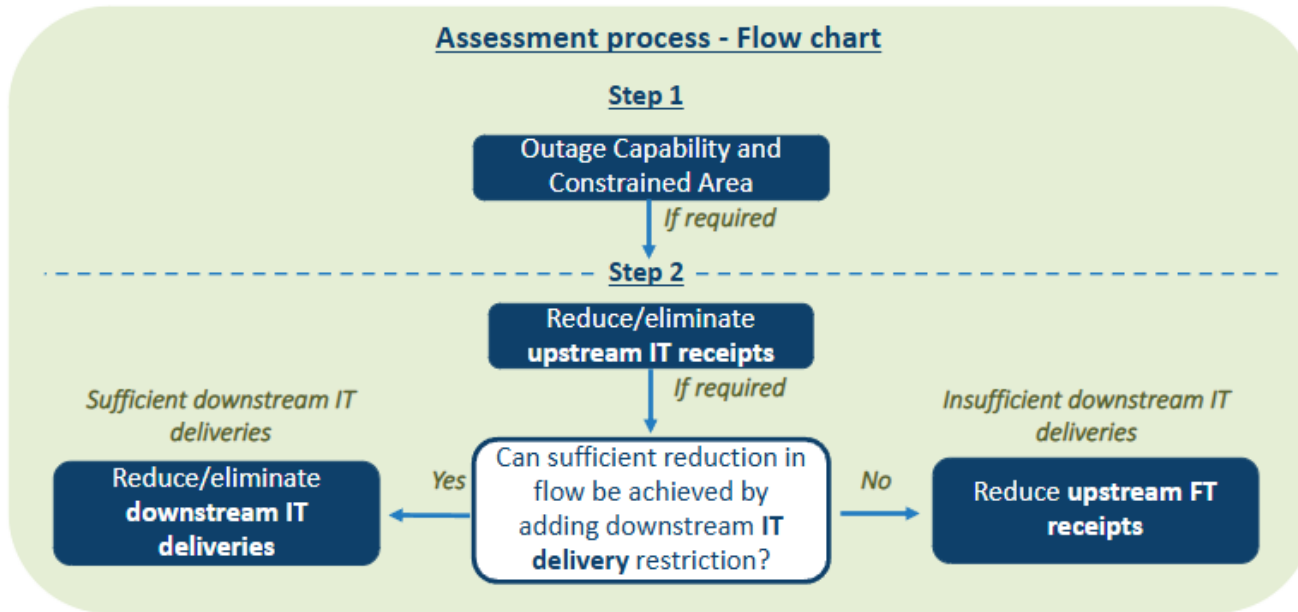 Assessment process - Flow chart
Step 1
Outage Capability and
Constrained Area
If required
Step 2
Reduce/eliminate
upstream IT receipts
If required
Sufficient downstream IT
deliveries
Reduce/eliminate
downstream IT
deliveries
Yes
Can sufficient reduction in
flow be achieved by
adding downstream IT
delivery restriction?
No
Insufficient downstream IT
deliveries
Reduce upstream FT
receipts